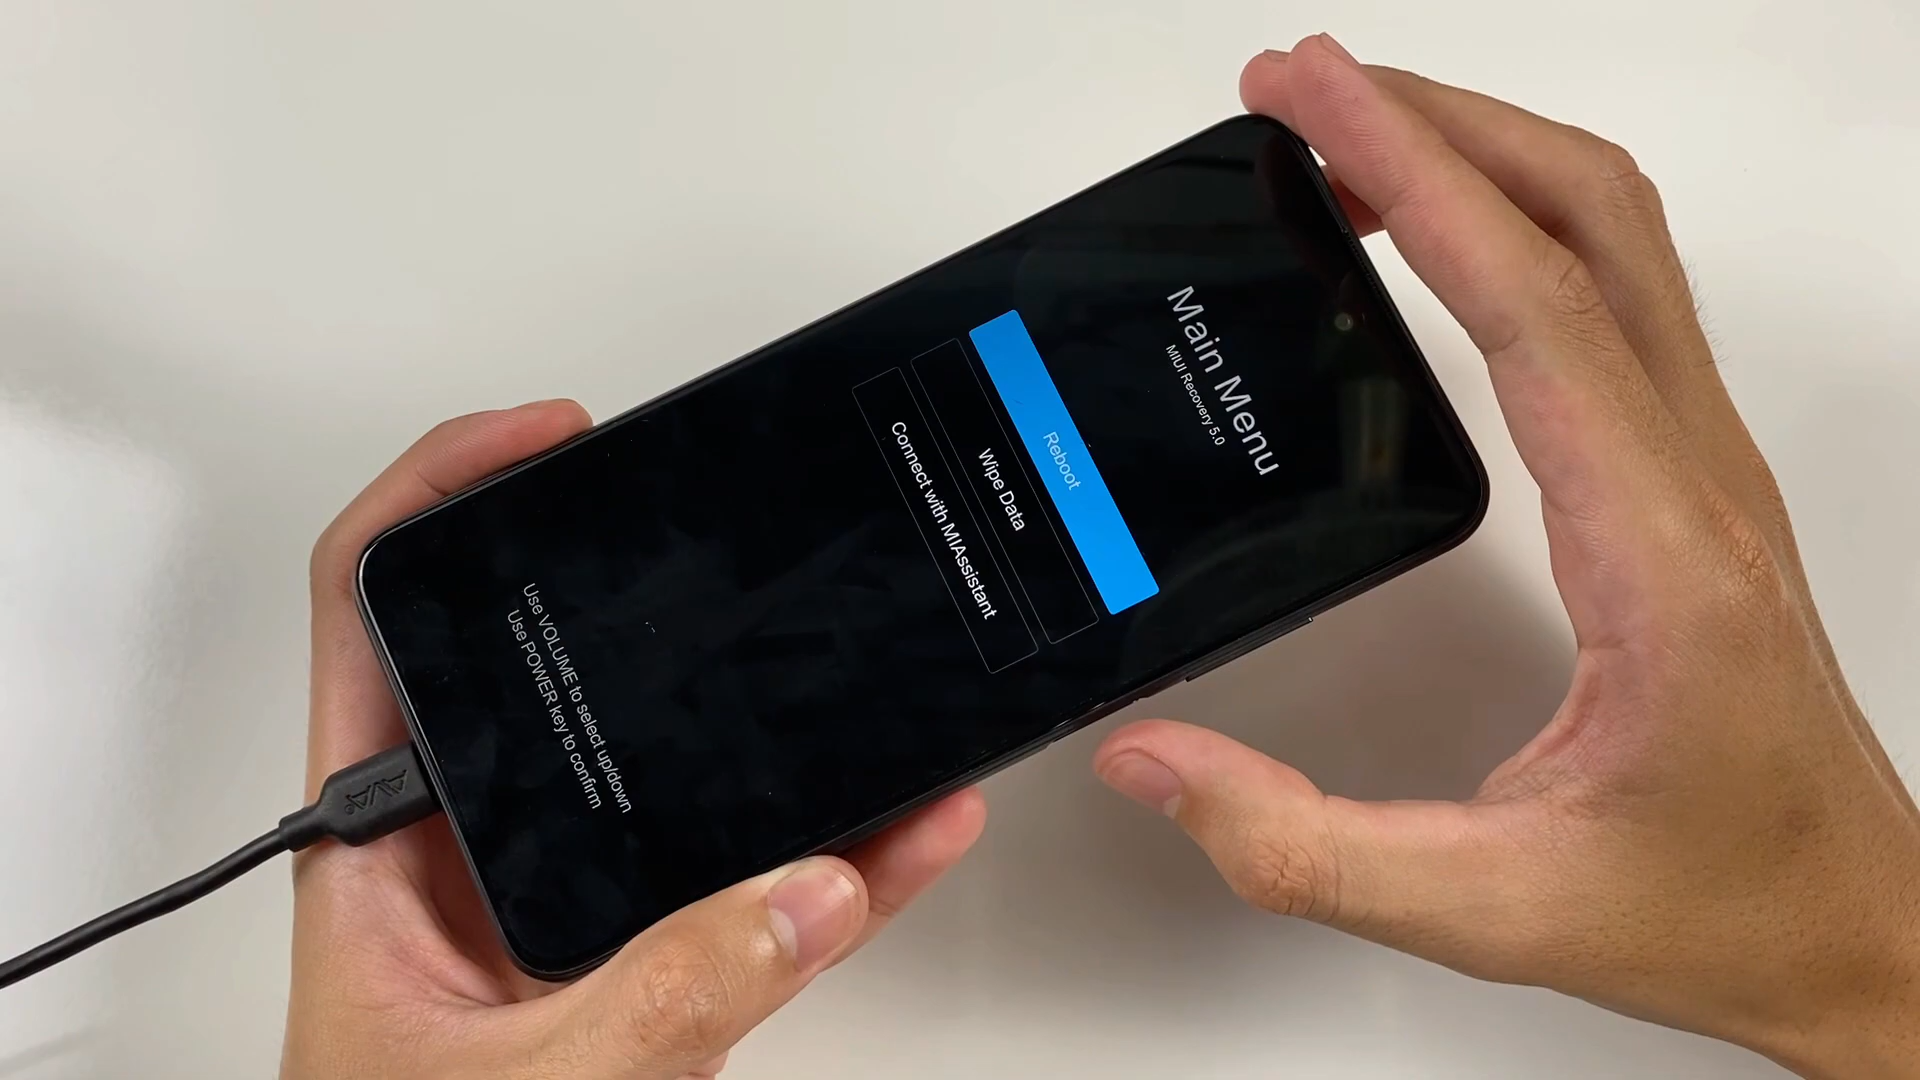 Main Menu
MIUI Recovery 5.0
Reboot
Wipe Data
Connect with MIAssistant
Use VOLUME to select up/down
Use POWER key to confirm